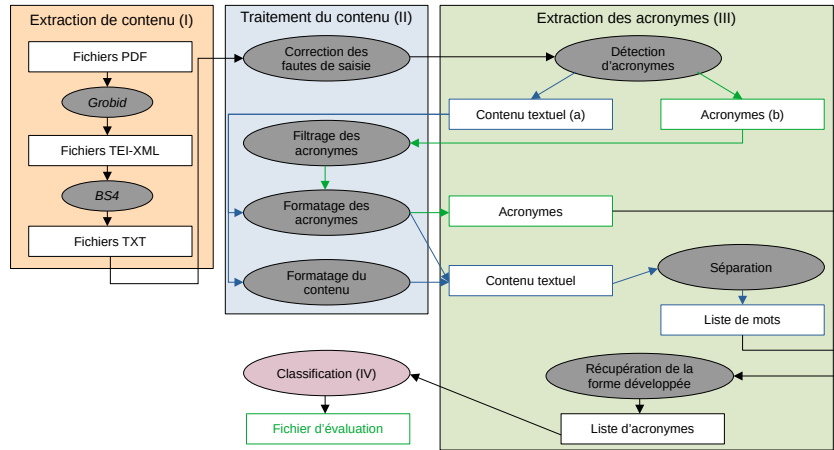 Extraction de contenu (I)
Fichiers PDF
Grobid
Fichiers TEI-XML
BS4
Fichiers TXT
Traitement du contenu (II)
Correction des
fautes de saisie
Filtrage des
acronymes
Formatage des
acronymes
Formatage du
contenu
Extraction des acronymes (III)
Détection
d'acronymes
Contenu textuel (a)
Acronymes (b)
Acronymes
Contenu textuel
Séparation
Liste de mots
Récupération de la
forme développée
Liste d'acronymes
Classification (IV)
Fichier d'évaluation